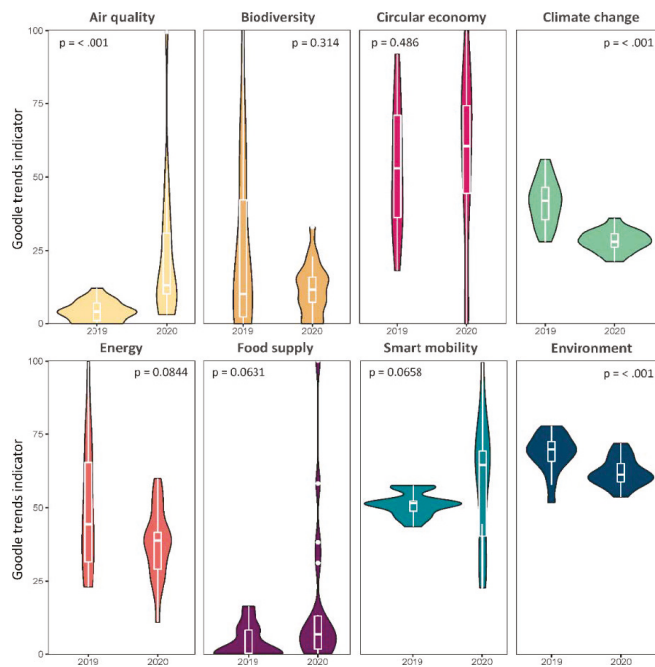 Air quality
Biodiversity
Circular economy
Climate change
Goodle trends indicator
100
75
50
25
0
p = < .001
p = 0.314
p = 0.486
p = < .001
2019 2020
2019 2020
2019 2020
2019 2020
Energy
Food supply
Smart mobility
Environment
Goodle trends indicator
100
75
50
25
0
p = 0.0844
p = 0.0631
p = 0.0658
p = < .001
2019 2020
2019 2020
2019 2020
2019 2020